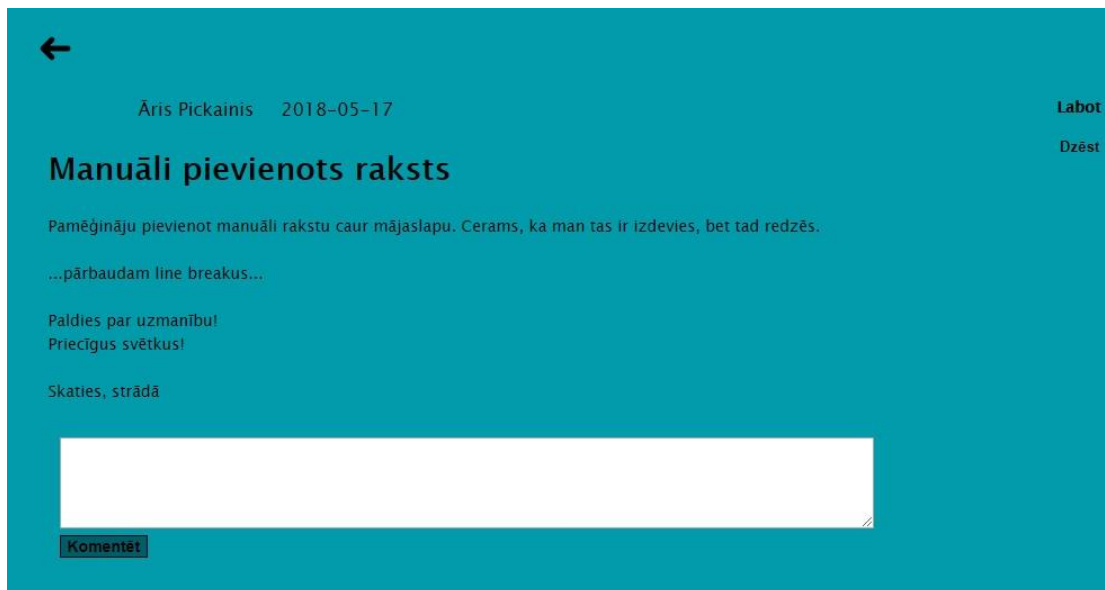 Āris Pickainis 2018-05-17
Labot
Dzēst
Manuāli pievienots raksts
Pamēģināju pievienot manuāli rakstu caur mājaslapu. Cerams, ka man tas ir izdevies, bet tad redzēs.
...pārbaudam line breakus...
Paldies par uzmanību!
Priecīgus svētkus!
Skaties, strādā
Komentēt